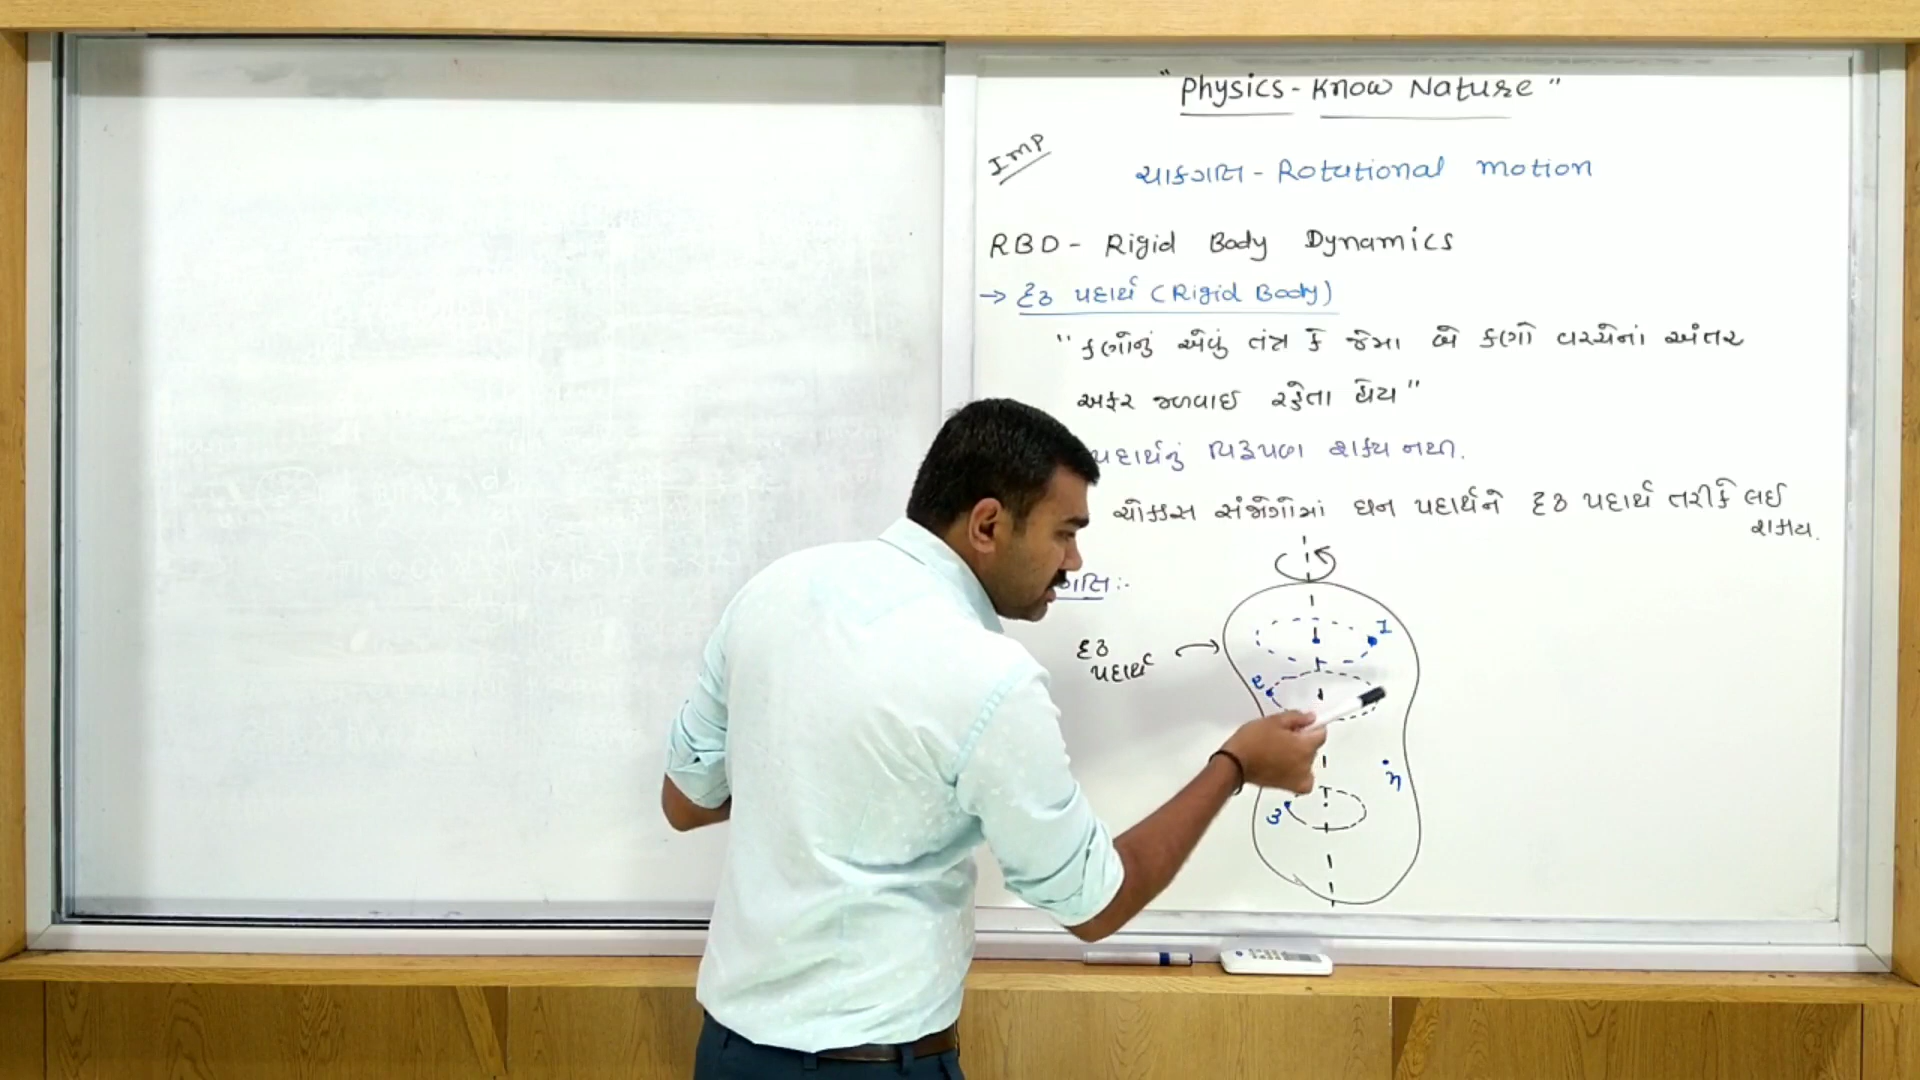 "Physics - Know Nature"
IMP
ચાકગતિ - Rotational motion
RBD - Rigid Body Dynamics
→ દૃઢ પદાર્થ (Rigid Body)
"કણોનું એવું તંત્ર કે જેમા બે કણો વચ્ચેનાં અંતર
અફર જળવાઈ રહેતા હોય"
પદાર્થનું વિરૂપણ શક્ય નથી.
ચોક્કસ સંજોગોમાં ઘન પદાર્થને દૃઢ પદાર્થ તરીકે લઈ
શકાય.
ગતિ :-
દૃઢ
પદાર્થ
1
2
n
3